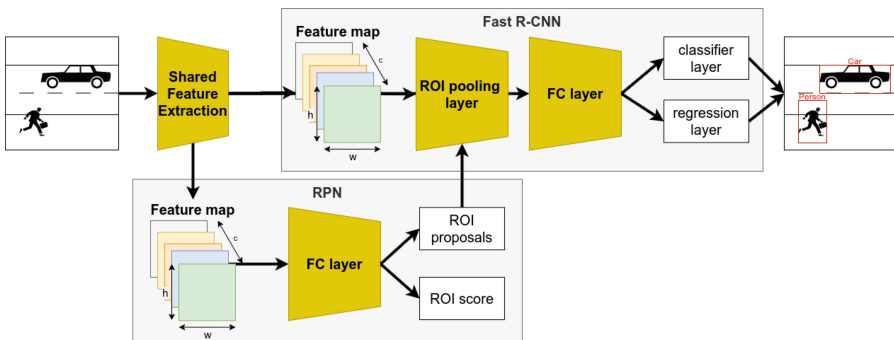 Fast R-CNN
Feature map
c
h
w
Shared
Feature
Extraction
ROI pooling
layer
FC layer
classifier
layer
regression
layer
Car
Person
RPN
Feature map
c
h
w
FC layer
ROI
proposals
ROI score